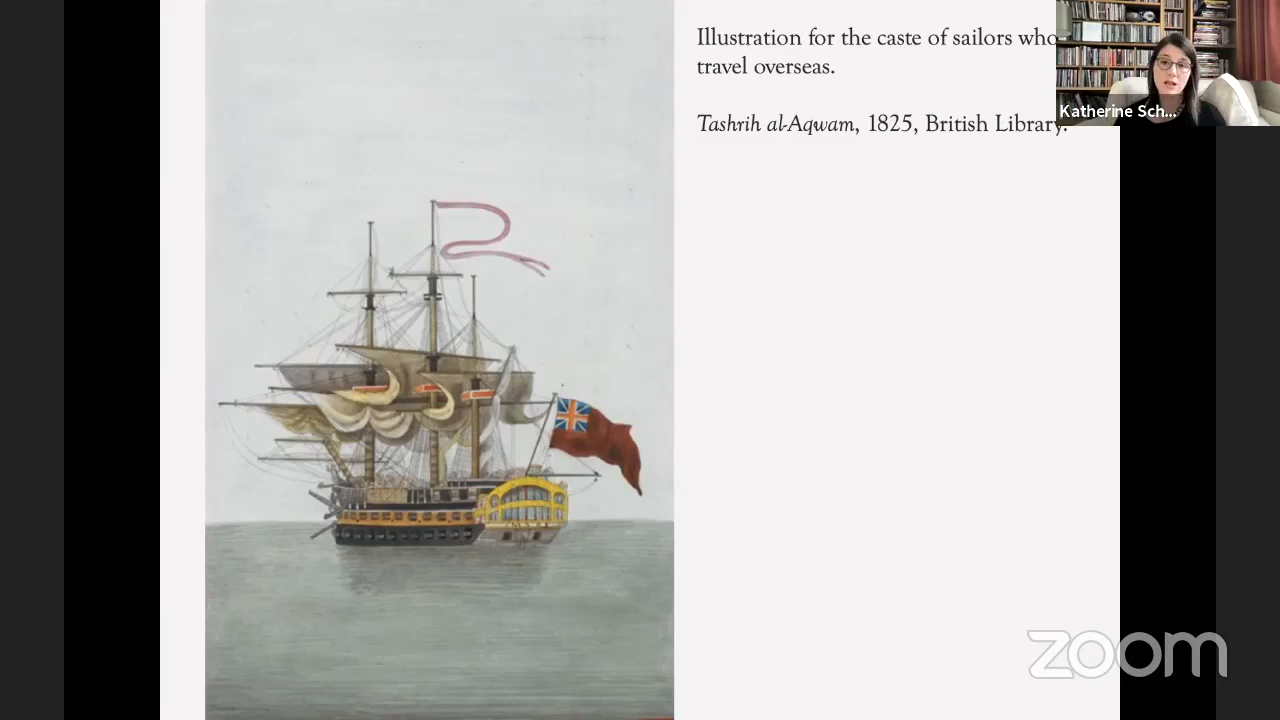 Illustration for the caste of sailors who
travel overseas.
Tashrih al-Aqwam, 1825, British Library.
Katherine Sch...
zoom